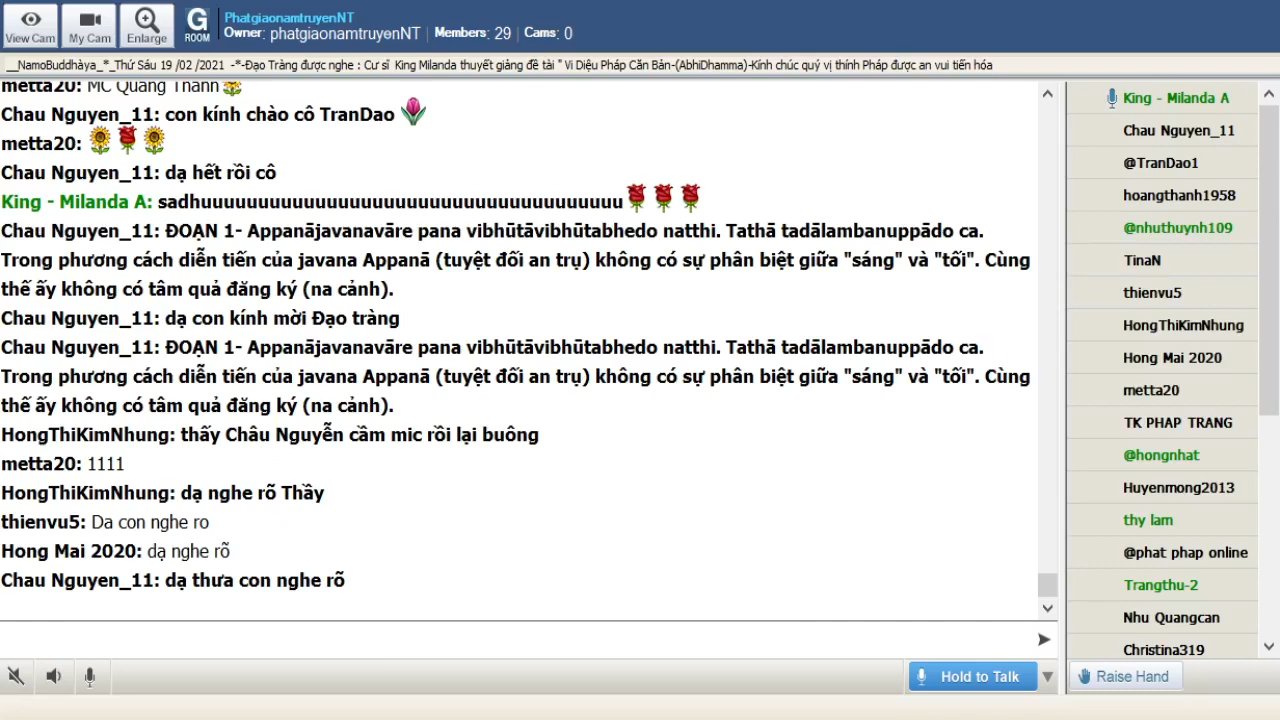 View Cam
My Cam
Enlarge
G
ROOM
PhatgiaonamtruyenNT
Owner: phatgiaonamtruyenNT | Members: 29 | Cams: 0
__NamoBuddhàya_*_Thứ Sáu 19 /02 /2021 -*-Đạo Tràng được nghe : Cư sĩ King Milanda thuyết giảng đề tài " Vi Diệu Pháp Căn Bản-(AbhiDhamma)-Kính chúc quý vị thính Pháp được an vui tiến hóa
metta20: MC Quang Thanh
Chau Nguyen_11: con kính chào cô TranDao
metta20:
Chau Nguyen_11: dạ hết rồi cô
King - Milanda A: sadhuuuuuuuuuuuuuuuuuuuuuuuuuuuuuuuuuuuuu
Chau Nguyen_11: ĐOẠN 1- Appanājavanavāre pana vibhūtāvibhūtabhedo natthi. Tathā tadālambanuppādo ca.
Trong phương cách diễn tiến của javana Appanā (tuyệt đối an trụ) không có sự phân biệt giữa "sáng" và "tối". Cùng
thế ấy không có tâm quả đăng ký (na cảnh).
Chau Nguyen_11: dạ con kính mời Đạo tràng
Chau Nguyen_11: ĐOẠN 1- Appanājavanavāre pana vibhūtāvibhūtabhedo natthi. Tathā tadālambanuppādo ca.
Trong phương cách diễn tiến của javana Appanā (tuyệt đối an trụ) không có sự phân biệt giữa "sáng" và "tối". Cùng
thế ấy không có tâm quả đăng ký (na cảnh).
HongThiKimNhung: thấy Châu Nguyễn cầm mic rồi lại buông
metta20: 1111
HongThiKimNhung: dạ nghe rõ Thầy
thienvu5: Da con nghe ro
Hong Mai 2020: dạ nghe rõ
Chau Nguyen_11: dạ thưa con nghe rõ
King - Milanda A
Chau Nguyen_11
@TranDao1
hoangthanh1958
@nhuthuynh109
TinaN
thienvu5
HongThiKimNhung
Hong Mai 2020
metta20
TK PHAP TRANG
@hongnhat
Huyenmong2013
thy lam
@phat phap online
Trangthu-2
Nhu Quangcan
Christina319
Hold to Talk
Raise Hand